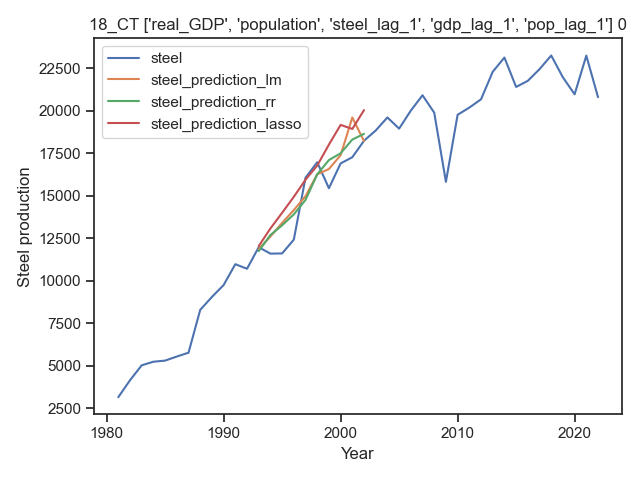 18_CT ['real_GDP', 'population', 'steel_lag_1', 'gdp_lag_1', 'pop_lag_1'] 0
steel
steel_prediction_lm
steel_prediction_rr
steel_prediction_lasso
Steel production
22500
20000
17500
15000
12500
10000
7500
5000
2500
1980
1990
2000
2010
2020
Year